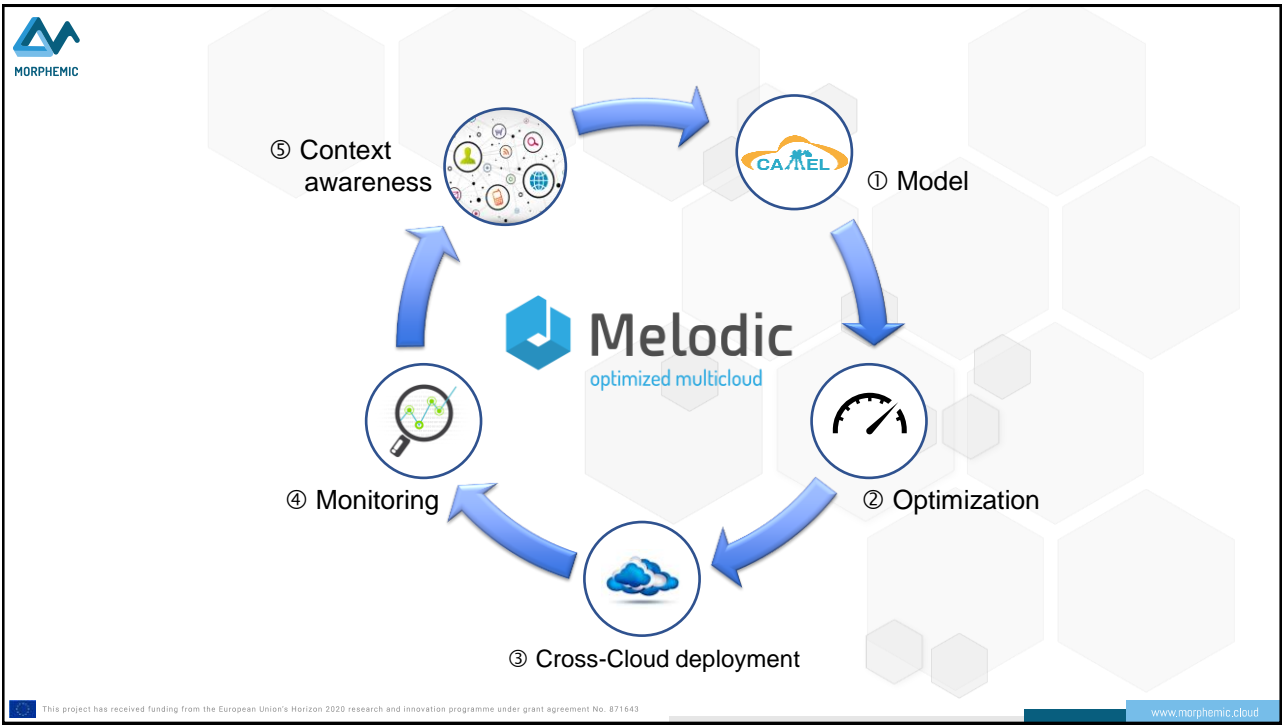 MORPHEMIC
⑤ Context
awareness
CAMEL
① Model
Melodic
optimized multicloud
④ Monitoring
② Optimization
③ Cross-Cloud deployment
This project has received funding from the European Union's Horizon 2020 research and innovation programme under grant agreement No. 871643
www.morphemic.cloud